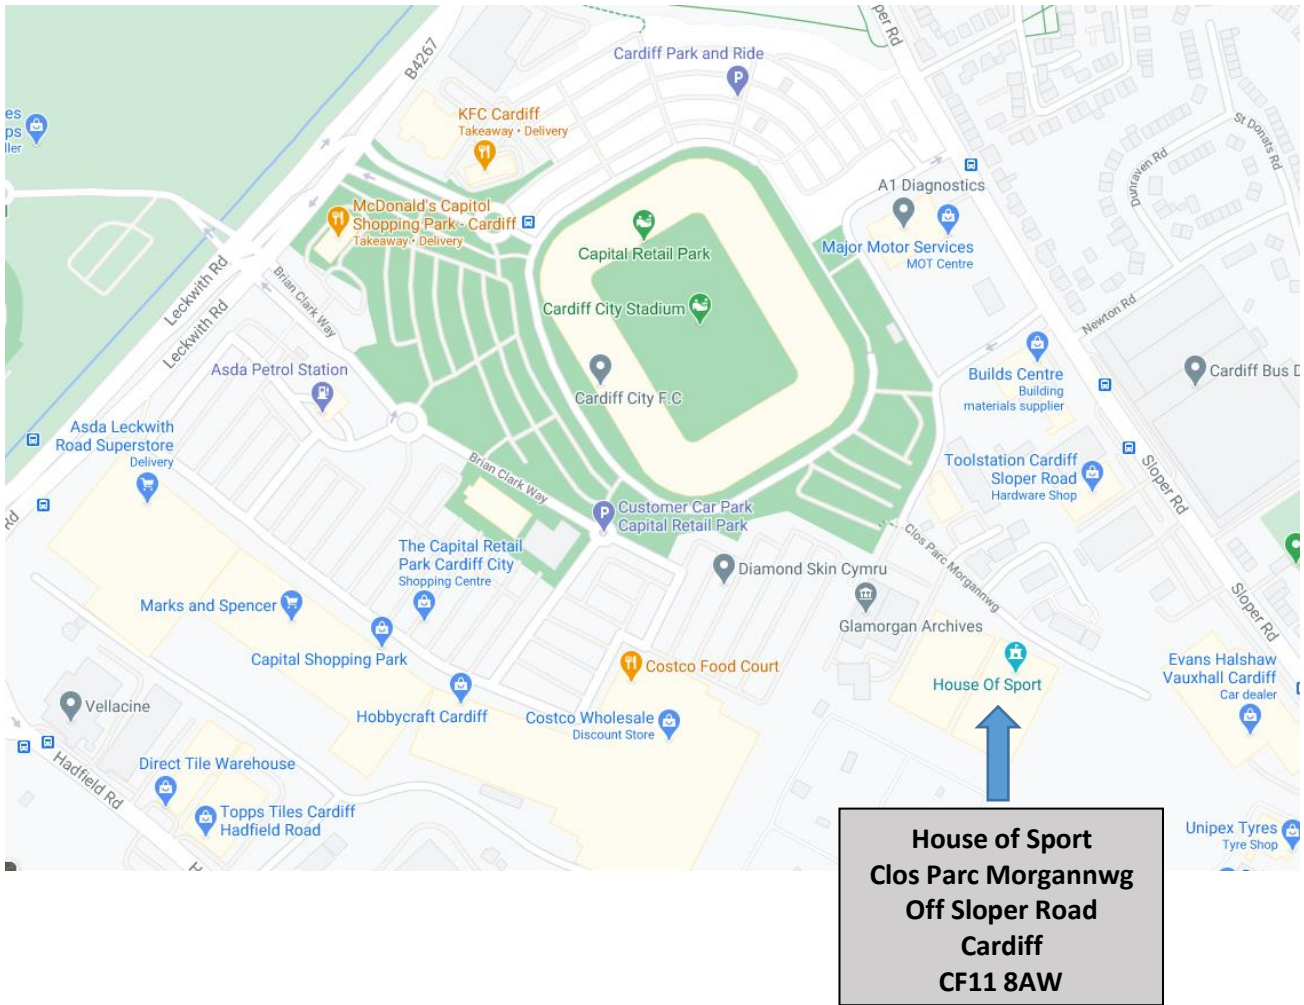 B4267
Sloper Rd
Cardiff Park and Ride
P
KFC Cardiff
Takeaway • Delivery
St Donats Rd
Dunraven Rd
A1 Diagnostics
McDonald's Capitol
Shopping Park - Cardiff
Takeaway • Delivery
Capital Retail Park
Major Motor Services
MOT Centre
Leckwith Rd
Leckwith Rd
Brian Clark Way
Cardiff City Stadium
Newton Rd
Asda Petrol Station
Cardiff City F.C
Builds Centre
Building
materials supplier
Cardiff Bus D
Asda Leckwith
Road Superstore
Delivery
Brian Clark Way
Toolstation Cardiff
Sloper Road
Hardware Shop
Sloper Rd
P
Customer Car Park
Capital Retail Park
Rd
Clos Parc Morgannwg
The Capital Retail
Park Cardiff City
Shopping Centre
Diamond Skin Cymru
Sloper Rd
Marks and Spencer
Glamorgan Archives
Capital Shopping Park
Costco Food Court
House Of Sport
Evans Halshaw
Vauxhall Cardiff
Car dealer
Vellacine
Hobbycraft Cardiff
Costco Wholesale
Discount Store
Hadfield Rd
Direct Tile Warehouse
Topps Tiles Cardiff
Hadfield Road
Unipex Tyres
Tyre Shop
House of Sport
Clos Parc Morgannwg
Off Sloper Road
Cardiff
CF11 8AW